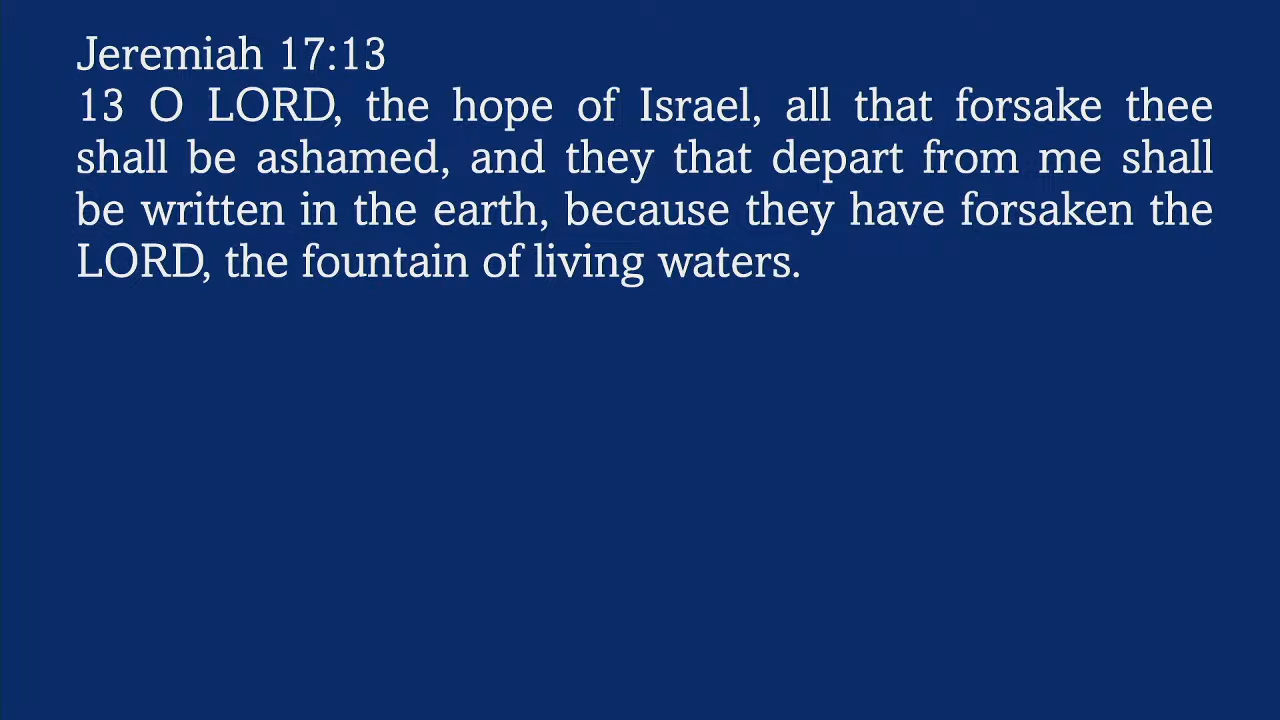 Jeremiah 17:13
13 O LORD, the hope of Israel, all that forsake thee
shall be ashamed, and they that depart from me shall
be written in the earth, because they have forsaken the
LORD, the fountain of living waters.